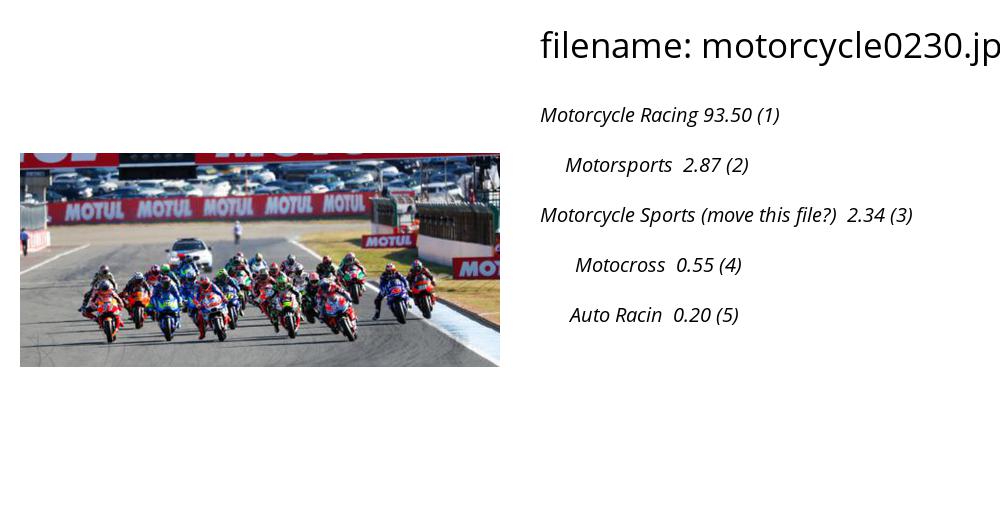 filename: motorcycle0230.jp
Motorcycle Racing 93.50 (1)
Motorsports 2.87 (2)
Motorcycle Sports (move this file?) 2.34 (3)
Motocross 0.55 (4)
Auto Racin 0.20 (5)
MOTUL MOTUL MOTUL MOTUL MOTUL
MOTUL